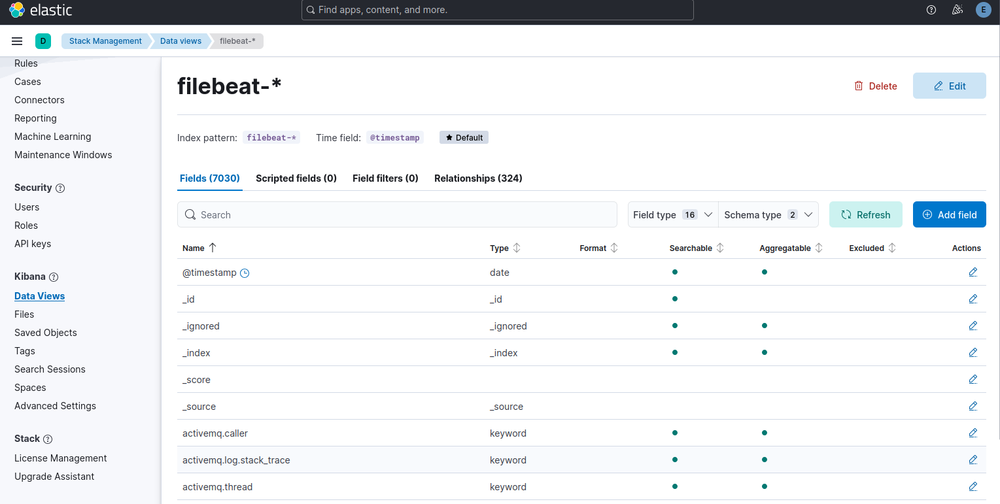 elastic
Find apps, content, and more.
E
D
Stack Management
Data views
filebeat-*
Rules
Cases
Connectors
Reporting
Machine Learning
Maintenance Windows
Security
Users
Roles
API keys
Kibana
Data Views
Files
Saved Objects
Tags
Search Sessions
Spaces
Advanced Settings
Stack
License Management
Upgrade Assistant
filebeat-*
Delete
Edit
Index pattern: filebeat-* Time field: @timestamp Default
Fields (7030) Scripted fields (0) Field filters (0) Relationships (324)
Search
Field type 16 Schema type 2 Refresh Add field
Name Type Format Searchable Aggregatable Excluded Actions
@timestamp date
_id _id
_ignored _ignored
_index _index
_score
_source _source
activemq.caller keyword
activemq.log.stack_trace keyword
activemq.thread keyword